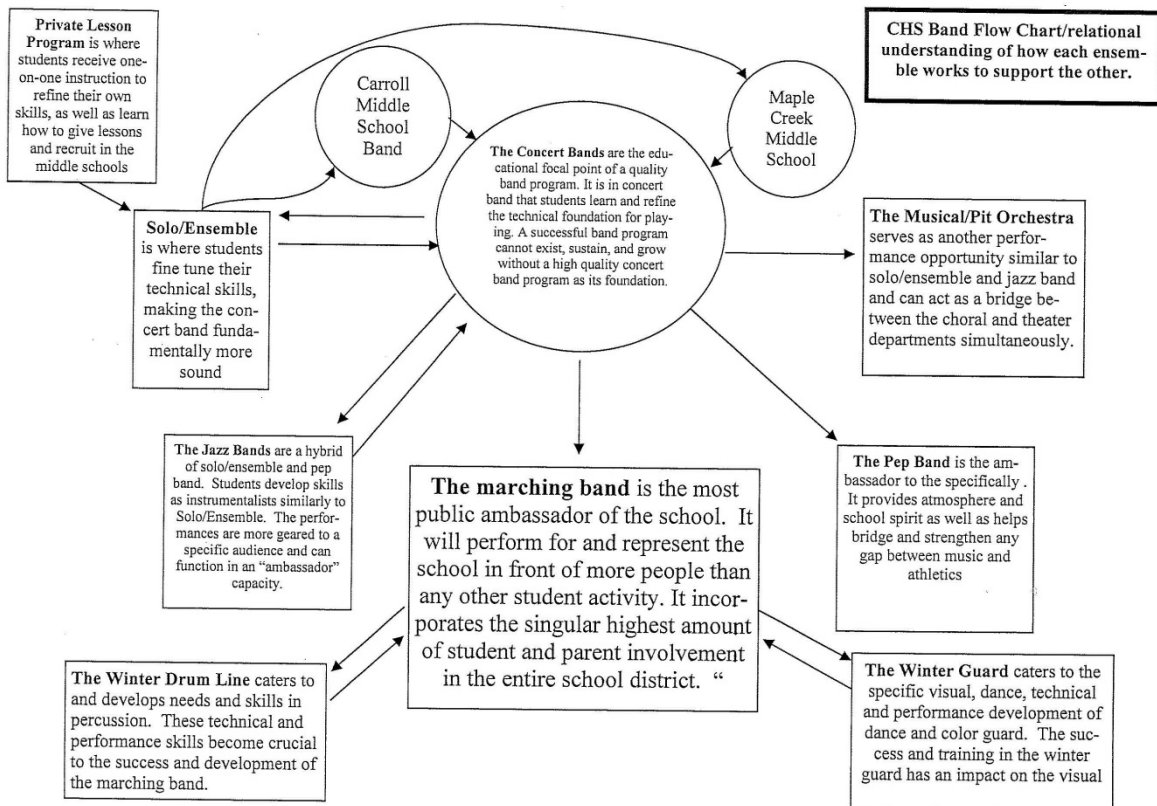 Private Lesson
Program is where
students receive one-
on-one instruction to
refine their own
skills, as well as learn
how to give lessons
and recruit in the
middle schools
Carroll
Middle
School
Band
Maple
Creek
Middle
School
CHS Band Flow Chart/relational
understanding of how each ensem-
ble works to support the other.
The Concert Bands are the edu-
cational focal point of a quality
band program. It is in concert
band that students learn and refine
the technical foundation for play-
ing. A successful band program
cannot exist, sustain, and grow
without a high quality concert
band program as its foundation.
Solo/Ensemble
is where students
fine tune their
technical skills,
making the con-
cert band funda-
mentally more
sound
The Musical/Pit Orchestra
serves as another perfor-
mance opportunity similar to
solo/ensemble and jazz band
and can act as a bridge be-
tween the choral and theater
departments simultaneously.
The Jazz Bands are a hybrid
of solo/ensemble and pep
band. Students develop skills
as instrumentalists similarly to
Solo/Ensemble. The perfor-
mances are more geared to a
specific audience and can
function in an “ambassador”
capacity.
The marching band is the most
public ambassador of the school. It
will perform for and represent the
school in front of more people than
any other student activity. It incor-
porates the singular highest amount
of student and parent involvement
in the entire school district. “
The Pep Band is the am-
bassador to the specifically .
It provides atmosphere and
school spirit as well as helps
bridge and strengthen any
gap between music and
athletics
The Winter Drum Line caters to
and develops needs and skills in
percussion. These technical and
performance skills become crucial
to the success and development of
the marching band.
The Winter Guard caters to the
specific visual, dance, technical
and performance development of
dance and color guard. The suc-
cess and training in the winter
guard has an impact on the visual